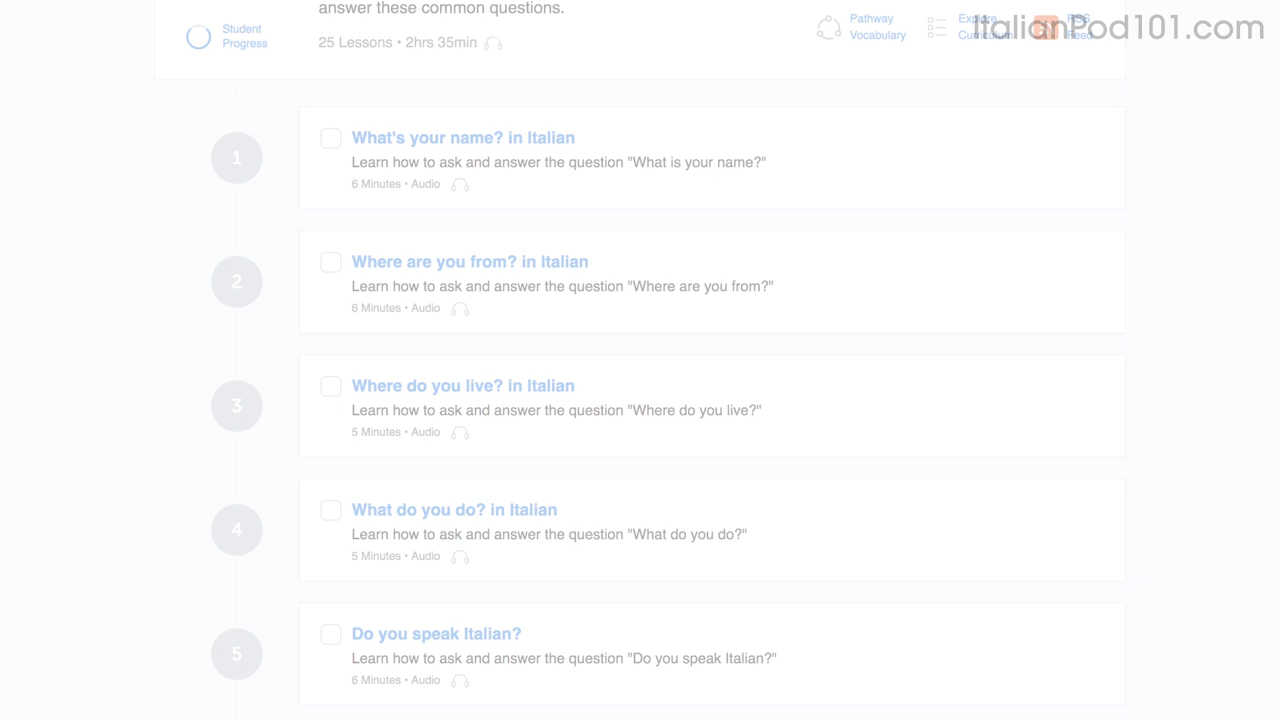 answer these common questions.
Student
Progress
25 Lessons • 2hrs 35min
Pathway
Vocabulary
Explore
Curriculum
RSS
Feed
ItalianPod101.com
1
What's your name? in Italian
Learn how to ask and answer the question "What is your name?"
6 Minutes • Audio
2
Where are you from? in Italian
Learn how to ask and answer the question "Where are you from?"
6 Minutes • Audio
3
Where do you live? in Italian
Learn how to ask and answer the question "Where do you live?"
5 Minutes • Audio
4
What do you do? in Italian
Learn how to ask and answer the question "What do you do?"
5 Minutes • Audio
5
Do you speak Italian?
Learn how to ask and answer the question "Do you speak Italian?"
6 Minutes • Audio